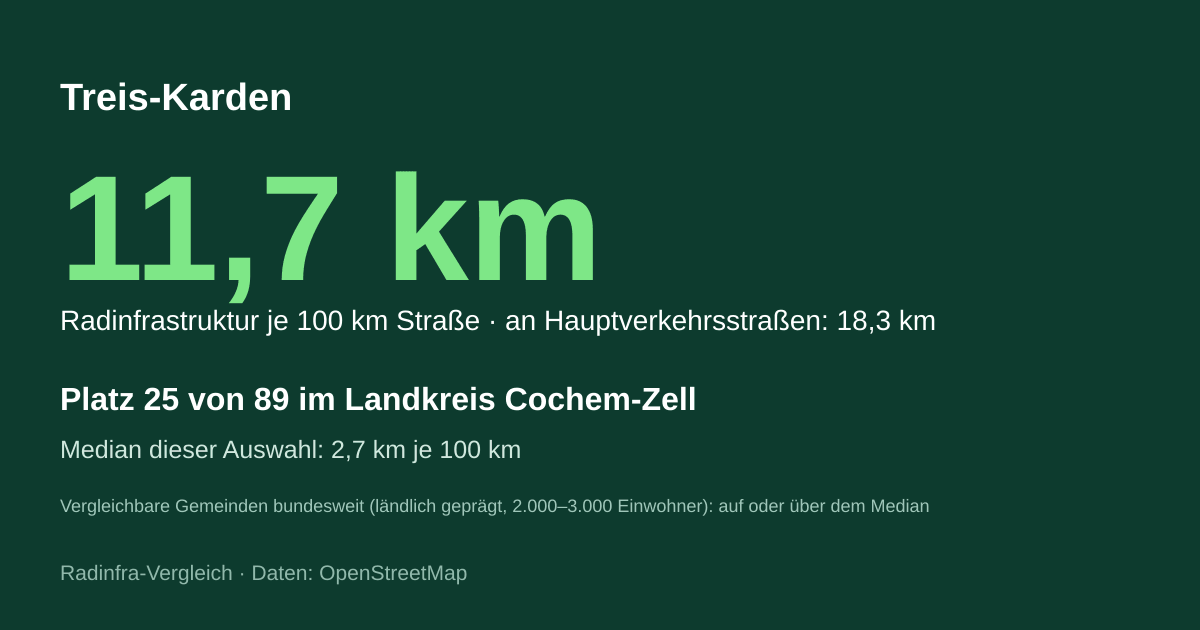 Treis-Karden
11,7 km
Radinfrastruktur je 100 km Straße · an Hauptverkehrsstraßen: 18,3 km
Platz 25 von 89 im Landkreis Cochem-Zell
Median dieser Auswahl: 2,7 km je 100 km
Vergleichbare Gemeinden bundesweit (ländlich geprägt, 2.000–3.000 Einwohner): auf oder über dem Median
Radinfra-Vergleich · Daten: OpenStreetMap